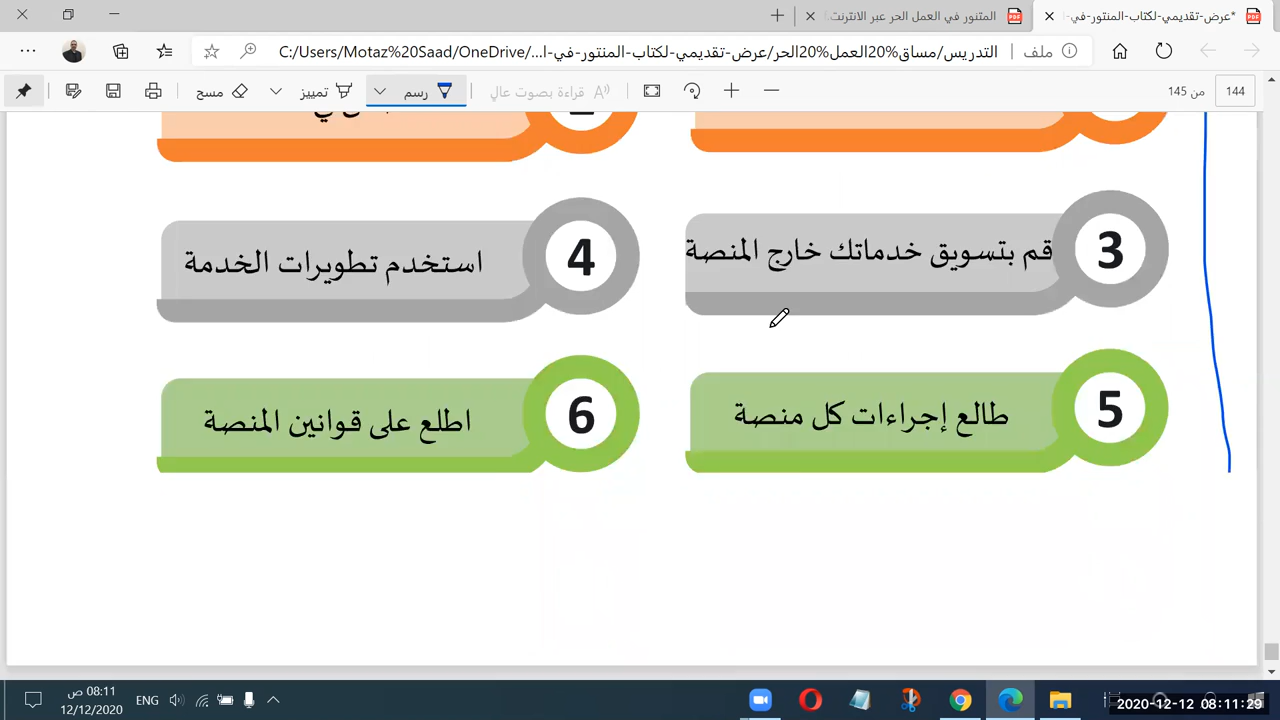 *عرض-تقديمي-لكتاب-المنتور-في-ا
المتنور في العمل الحر عبر الانترنت
ملف
C:/Users/Motaz%20Saad/OneDrive/التدريس/مساق%20العمل%20الحر/عرض-تقديمي-لكتاب-المنتور-في-ا...
144 من 145
قراءة بصوت عالٍ
رسم
تمييز
مسح
3
قم بتسويق خدماتك خارج المنصة
4
استخدم تطويرات الخدمة
5
طالع إجراءات كل منصة
6
اطلع على قوانين المنصة
08:11 ص
12/12/2020
ENG
2020-12-12 08:11:29